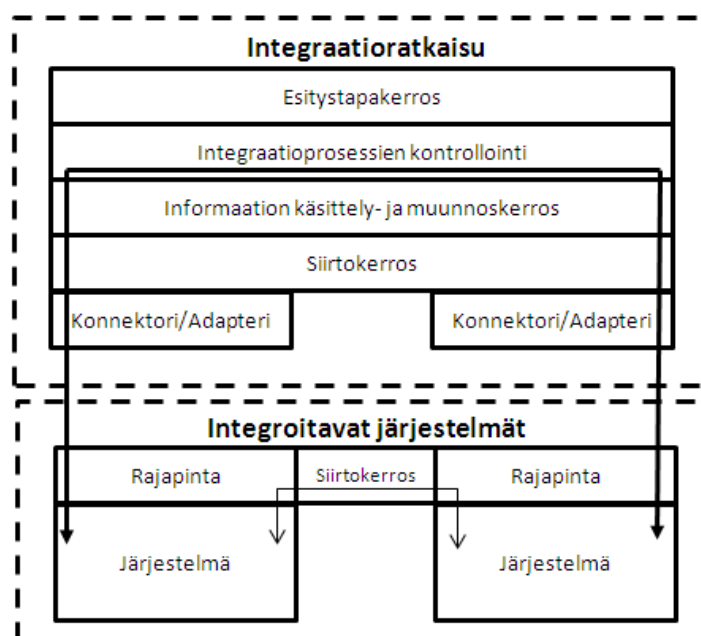 Integraatioratkaisu
Esitystapakerros
Integraatioprosessien kontrollointi
Informaation käsittely- ja muunnoskerros
Siirtokerros
Konnektori/Adapteri
Konnektori/Adapteri
Integroitavat järjestelmät
Rajapinta
Siirtokerros
Rajapinta
Järjestelmä
Järjestelmä